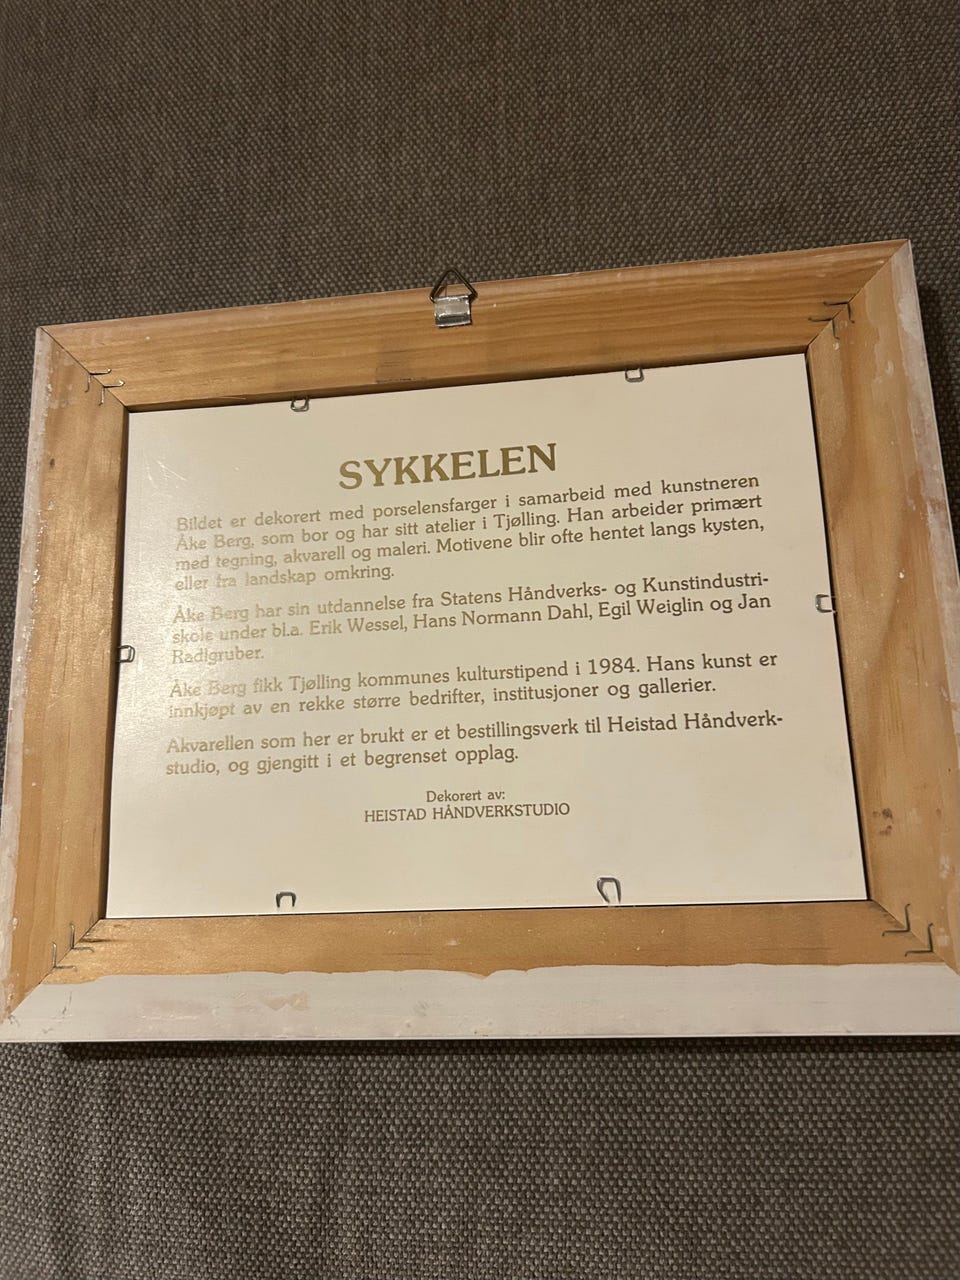 SYKKELEN
Bildet er dekorert med porselensfarger i samarbeid med kunstneren
Åke Berg, som bor og har sitt atelier i Tjølling. Han arbeider primært
med tegning, akvarell og maleri. Motivene blir ofte hentet langs kysten,
eller fra landskap omkring.
Åke Berg har sin utdannelse fra Statens Håndverks- og Kunstindustri-
skole under bl.a. Erik Wessel, Hans Normann Dahl, Egil Weiglin og Jan
Radlgruber.
Åke Berg fikk Tjølling kommunes kulturstipend i 1984. Hans kunst er
innkjøpt av en rekke større bedrifter, institusjoner og gallerier.
Akvarellen som her er brukt er et bestillingsverk til Heistad Håndverk-
studio, og gjengitt i et begrenset opplag.
Dekorert av:
HEISTAD HÅNDVERKSTUDIO